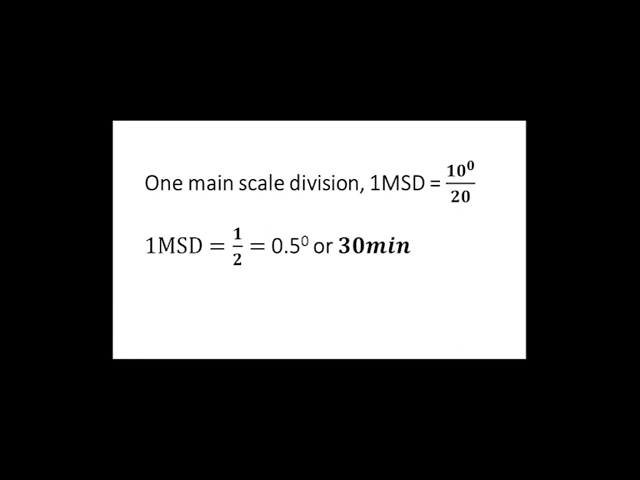 One main scale division, 1MSD = 10⁰/20
1MSD = 1/2 = 0.5⁰ or 30min